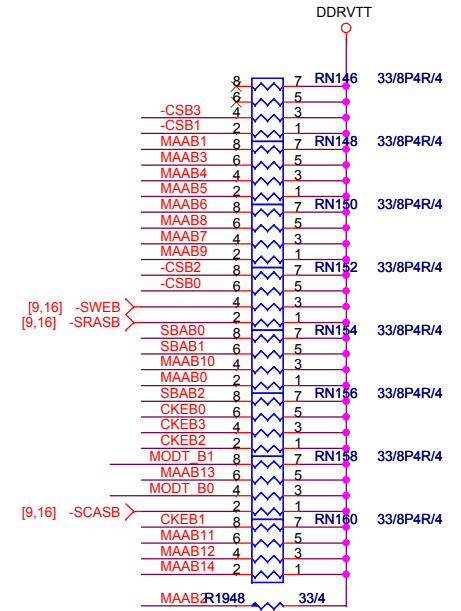 DDRVTT
8 7 RN146 33/8P4R/4
6 5
-CSB3 4 3
-CSB1 2 1
MAAB1 8 7 RN148 33/8P4R/4
MAAB3 6 5
MAAB4 4 3
MAAB5 2 1
MAAB6 8 7 RN150 33/8P4R/4
MAAB8 6 5
MAAB7 4 3
MAAB9 2 1
-CSB2 8 7 RN152 33/8P4R/4
-CSB0 6 5
[9,16] -SWEB 4 3
[9,16] -SRASB 2 1
SBAB0 8 7 RN154 33/8P4R/4
SBAB1 6 5
MAAB10 4 3
MAAB0 2 1
SBAB2 8 7 RN156 33/8P4R/4
CKEB0 6 5
CKEB3 4 3
CKEB2 2 1
MODT_B1 8 7 RN158 33/8P4R/4
MAAB13 6 5
MODT_B0 4 3
[9,16] -SCASB 2 1
CKEB1 8 7 RN160 33/8P4R/4
MAAB11 6 5
MAAB12 4 3
MAAB14 2 1
MAAB2 R1948 33/4